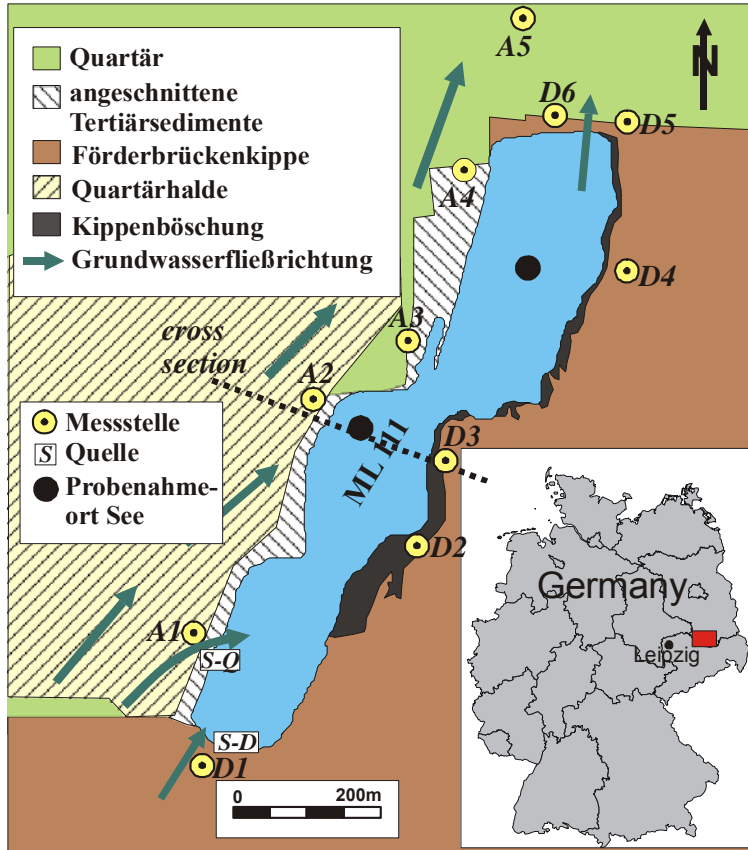 Quartär
angeschnittene
Tertiärsedimente
Förderbrückenkippe
Quartärhalde
Kippenböschung
Grundwasserfließrichtung
A5
N
D6
D5
A4
D4
cross
section
A3
A2
Messstelle
S Quelle
Probenahme-
ort See
ML 111
D3
D2
A1
S-Q
S-D
D1
0 200m
Germany
Leipzig